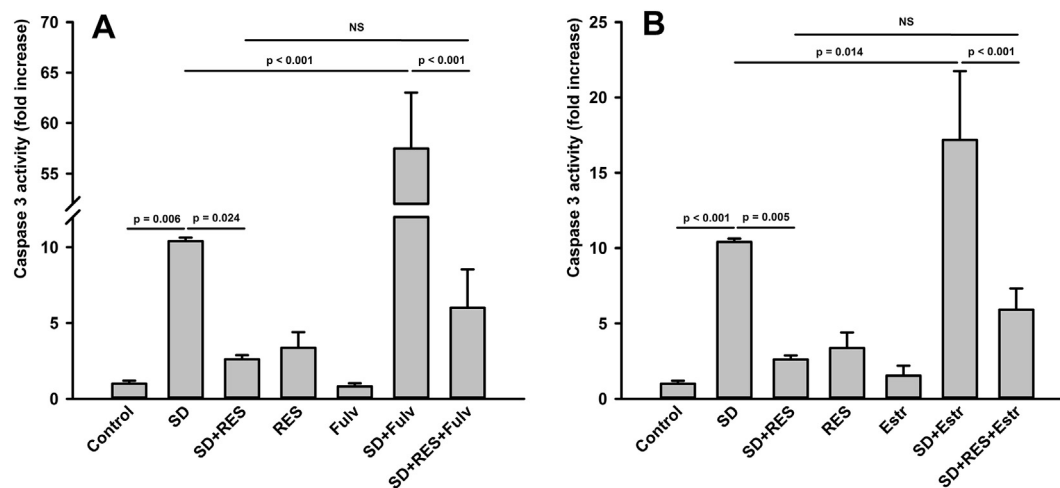 A
Caspase 3 activity (fold increase)
70
65
60
55
10
5
0
NS
p < 0.001
p < 0.001
p = 0.006
p = 0.024
Control
SD
SD+RES
RES
Fulv
SD+Fulv
SD+RES+Fulv
B
Caspase 3 activity (fold increase)
25
20
15
10
5
0
NS
p = 0.014
p < 0.001
p < 0.001
p = 0.005
Control
SD
SD+RES
RES
Estr
SD+Estr
SD+RES+Estr